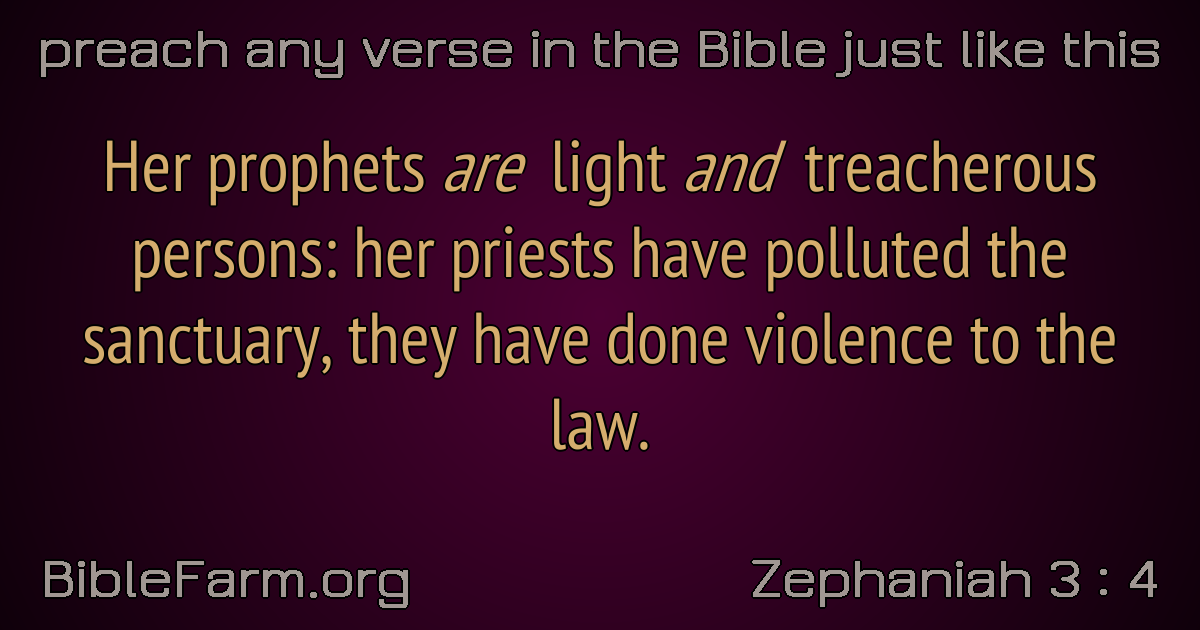 preach any verse in the Bible just like this
Her prophets are light and treacherous
persons: her priests have polluted the
sanctuary, they have done violence to the
law.
BibleFarm.org
Zephaniah 3 : 4